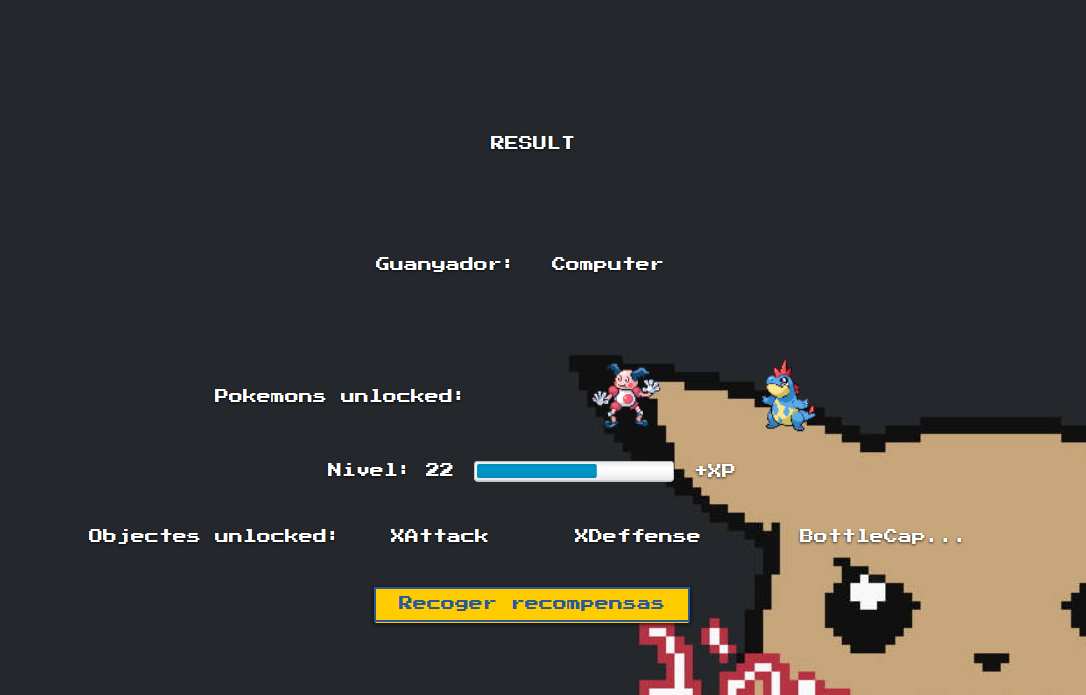 RESULT
Guanyador: Computer
Pokemons unlocked:
Nivel: 22 +XP
Objectes unlocked: XAttack XDeffense BottleCap...
Recoger recompensas